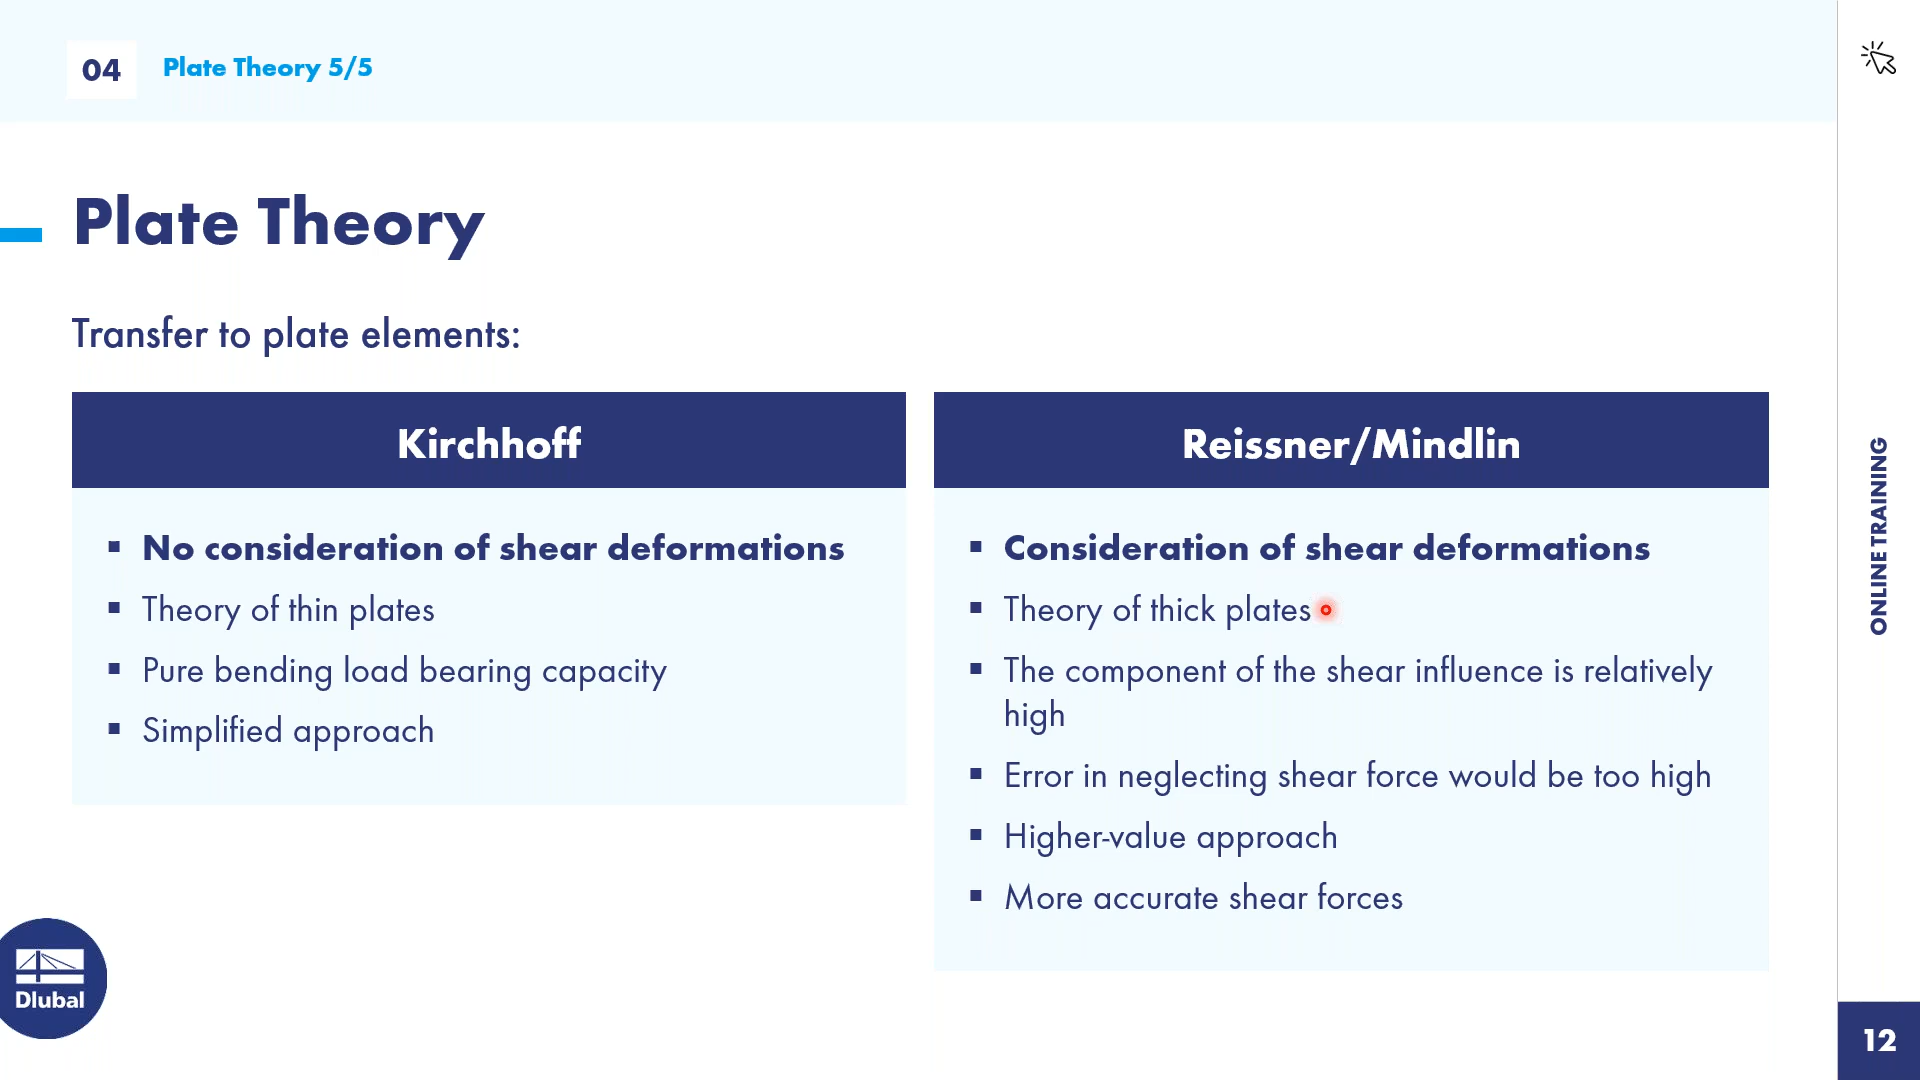 04
Plate Theory 5/5
Plate Theory
Transfer to plate elements:
Kirchhoff
▪ No consideration of shear deformations
▪ Theory of thin plates
▪ Pure bending load bearing capacity
▪ Simplified approach
Reissner/Mindlin
▪ Consideration of shear deformations
▪ Theory of thick plates
▪ The component of the shear influence is relatively
high
▪ Error in neglecting shear force would be too high
▪ Higher-value approach
▪ More accurate shear forces
ONLINE TRAINING
Dlubal
12